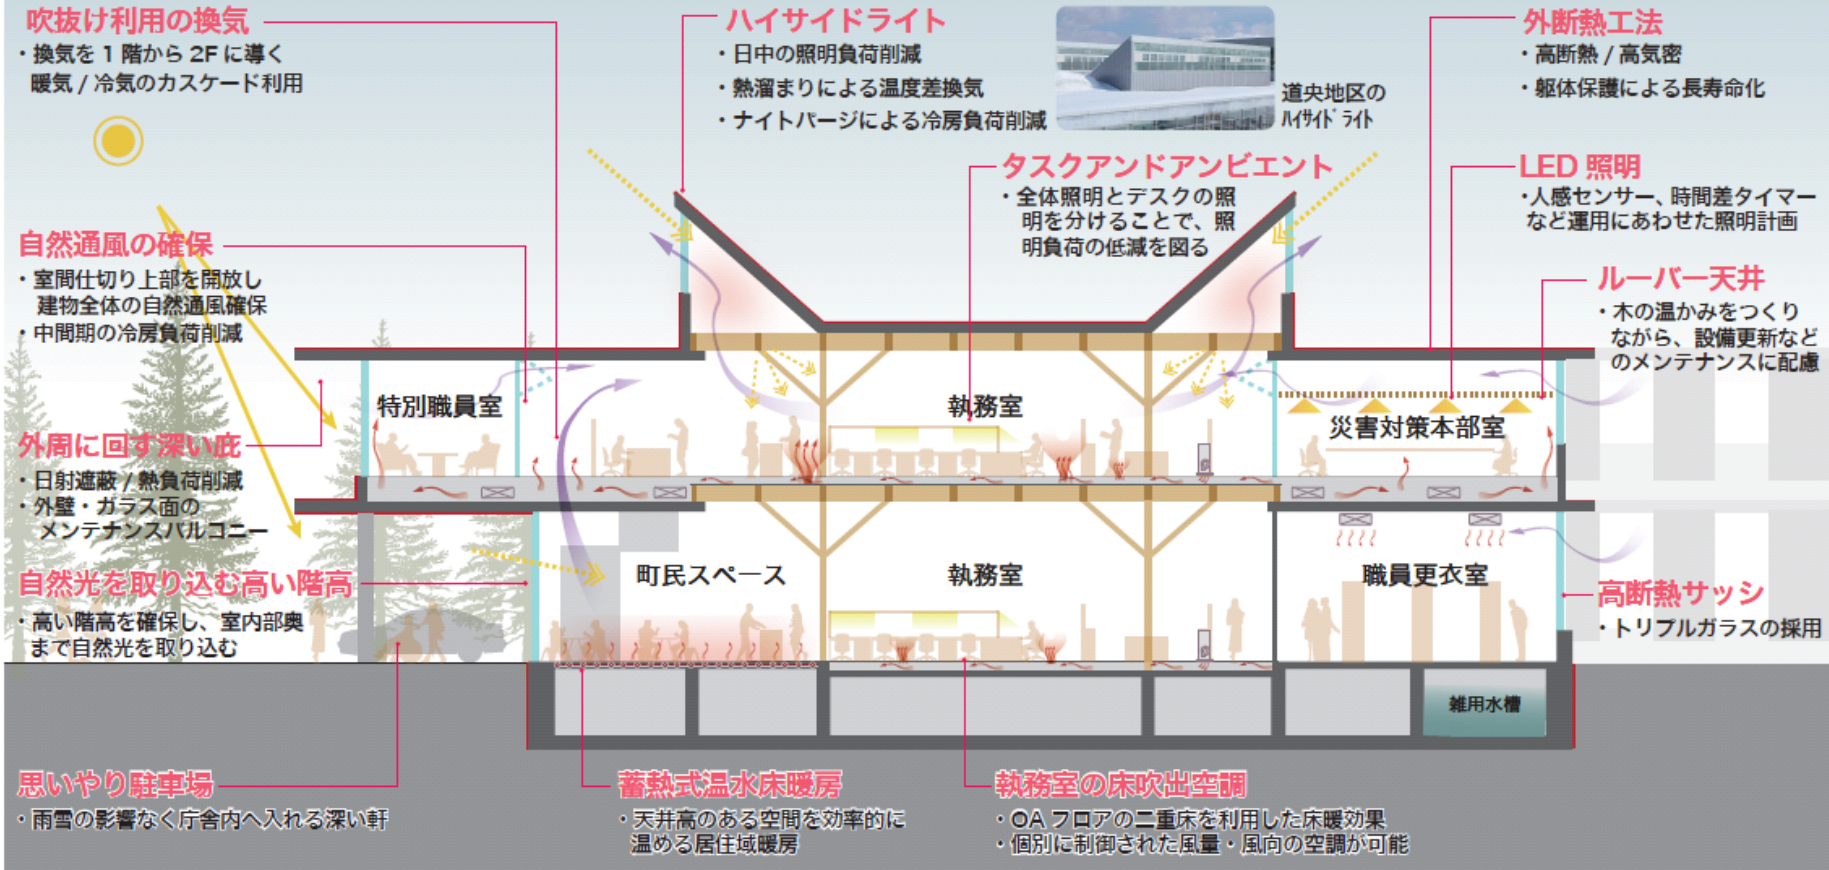 吹抜け利用の換気
・換気を 1 階から 2F に導く
暖気 / 冷気のカスケード利用
ハイサイドライト
・日中の照明負荷削減
・熱溜まりによる温度差換気
・ナイトパージによる冷房負荷削減
道央地区の
ﾊｲｻｲﾄﾞﾗｲﾄ
外断熱工法
・高断熱 / 高気密
・躯体保護による長寿命化
タスクアンドアンビエント
・全体照明とデスクの照
明を分けることで、照
明負荷の低減を図る
LED 照明
・人感センサー、時間差タイマー
など運用にあわせた照明計画
自然通風の確保
・室間仕切り上部を開放し
建物全体の自然通風確保
・中間期の冷房負荷削減
ルーバー天井
・木の温かみをつくり
ながら、設備更新など
のメンテナンスに配慮
特別職員室
執務室
災害対策本部室
外周に回す深い庇
・日射遮蔽 / 熱負荷削減
・外壁・ガラス面の
メンテナンスバルコニー
町民スペース
執務室
職員更衣室
自然光を取り込む高い階高
・高い階高を確保し、室内部奥
まで自然光を取り込む
高断熱サッシ
・トリプルガラスの採用
雑用水槽
思いやり駐車場
・雨雪の影響なく庁舎内へ入れる深い軒
蓄熱式温水床暖房
・天井高のある空間を効率的に
温める居住域暖房
執務室の床吹出空調
・OA フロアの二重床を利用した床暖効果
・個別に制御された風量・風向の空調が可能